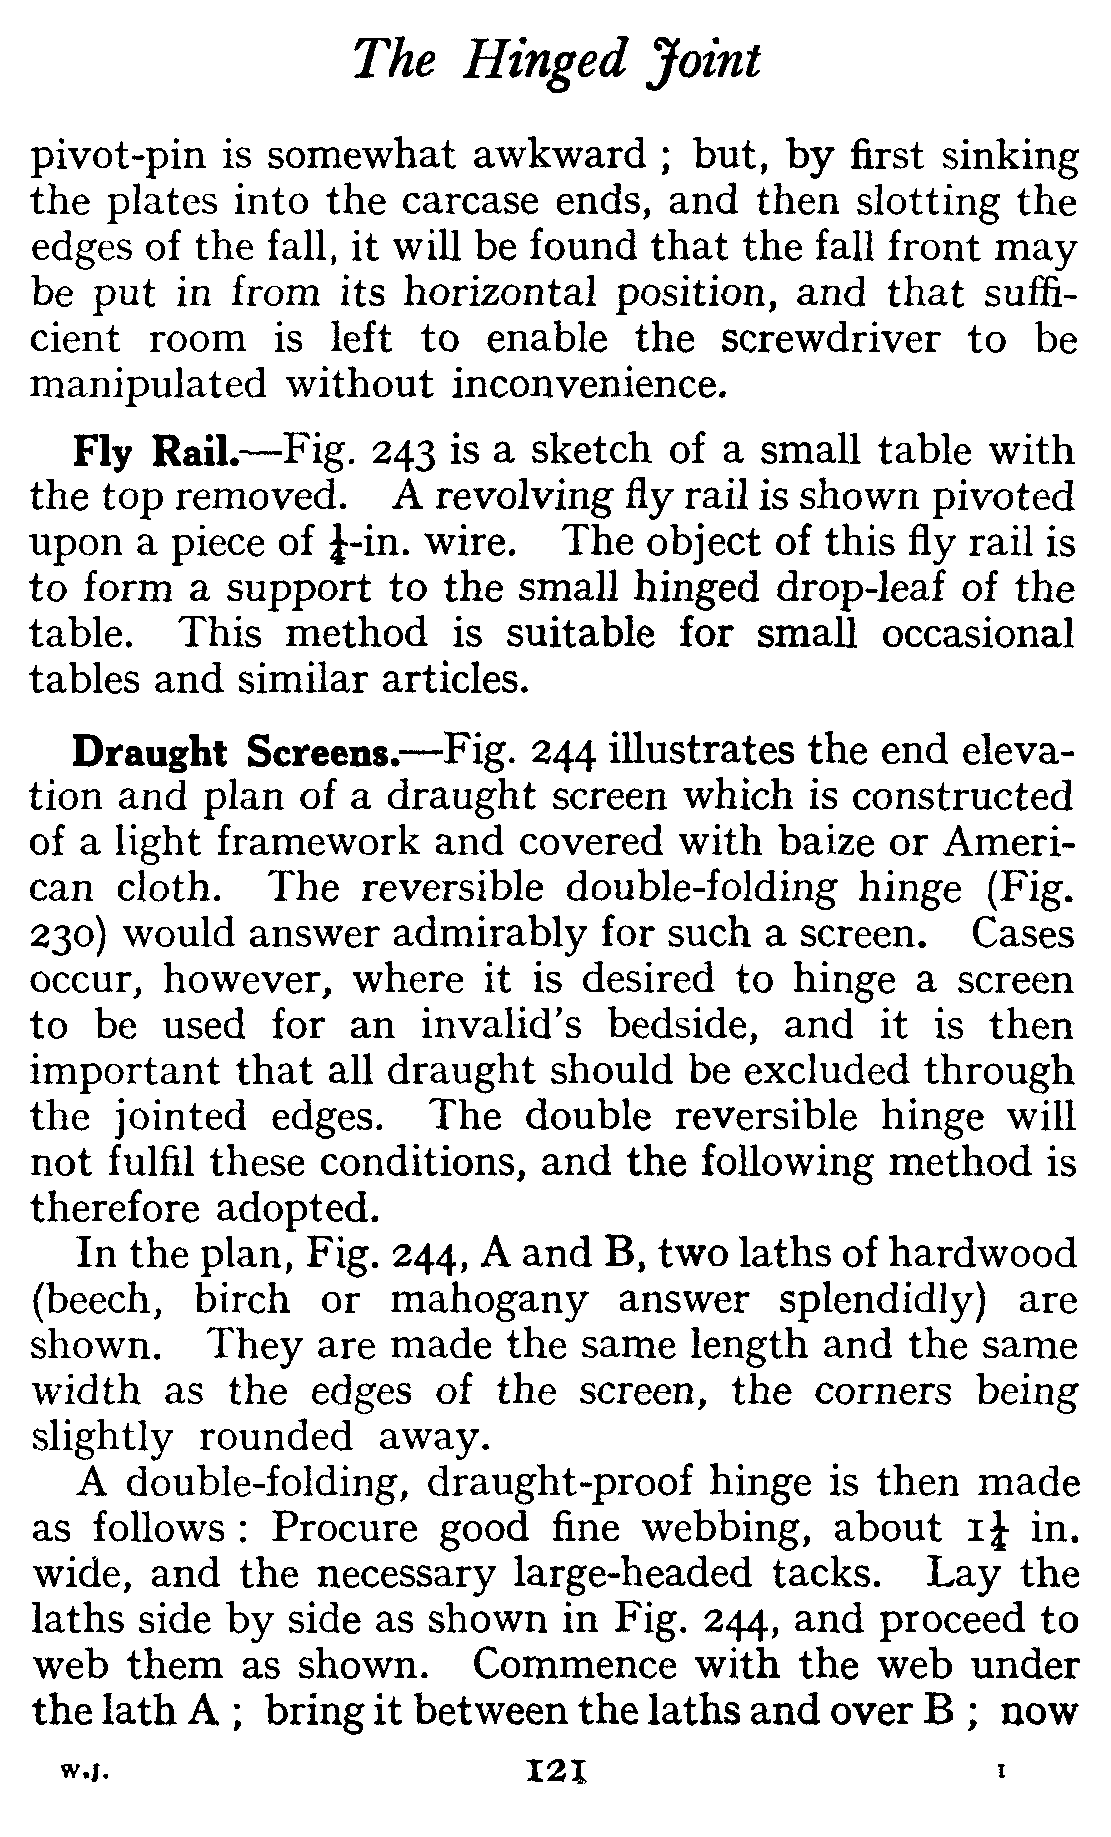 The Hinged Joint
pivot-pin is somewhat awkward ; but, by first sinking
the plates into the carcase ends, and then slotting the
edges of the fall, it will be found that the fall front may
be put in from its horizontal position, and that suffi-
cient room is left to enable the screwdriver to be
manipulated without inconvenience.
Fly Rail.—Fig. 243 is a sketch of a small table with
the top removed. A revolving fly rail is shown pivoted
upon a piece of ¼-in. wire. The object of this fly rail is
to form a support to the small hinged drop-leaf of the
table. This method is suitable for small occasional
tables and similar articles.
Draught Screens.—Fig. 244 illustrates the end eleva-
tion and plan of a draught screen which is constructed
of a light framework and covered with baize or Ameri-
can cloth. The reversible double-folding hinge (Fig.
230) would answer admirably for such a screen. Cases
occur, however, where it is desired to hinge a screen
to be used for an invalid's bedside, and it is then
important that all draught should be excluded through
the jointed edges. The double reversible hinge will
not fulfil these conditions, and the following method is
therefore adopted.
In the plan, Fig. 244, A and B, two laths of hardwood
(beech, birch or mahogany answer splendidly) are
shown. They are made the same length and the same
width as the edges of the screen, the corners being
slightly rounded away.
A double-folding, draught-proof hinge is then made
as follows : Procure good fine webbing, about 1¼ in.
wide, and the necessary large-headed tacks. Lay the
laths side by side as shown in Fig. 244, and proceed to
web them as shown. Commence with the web under
the lath A ; bring it between the laths and over B ; now
W.J. 121 I